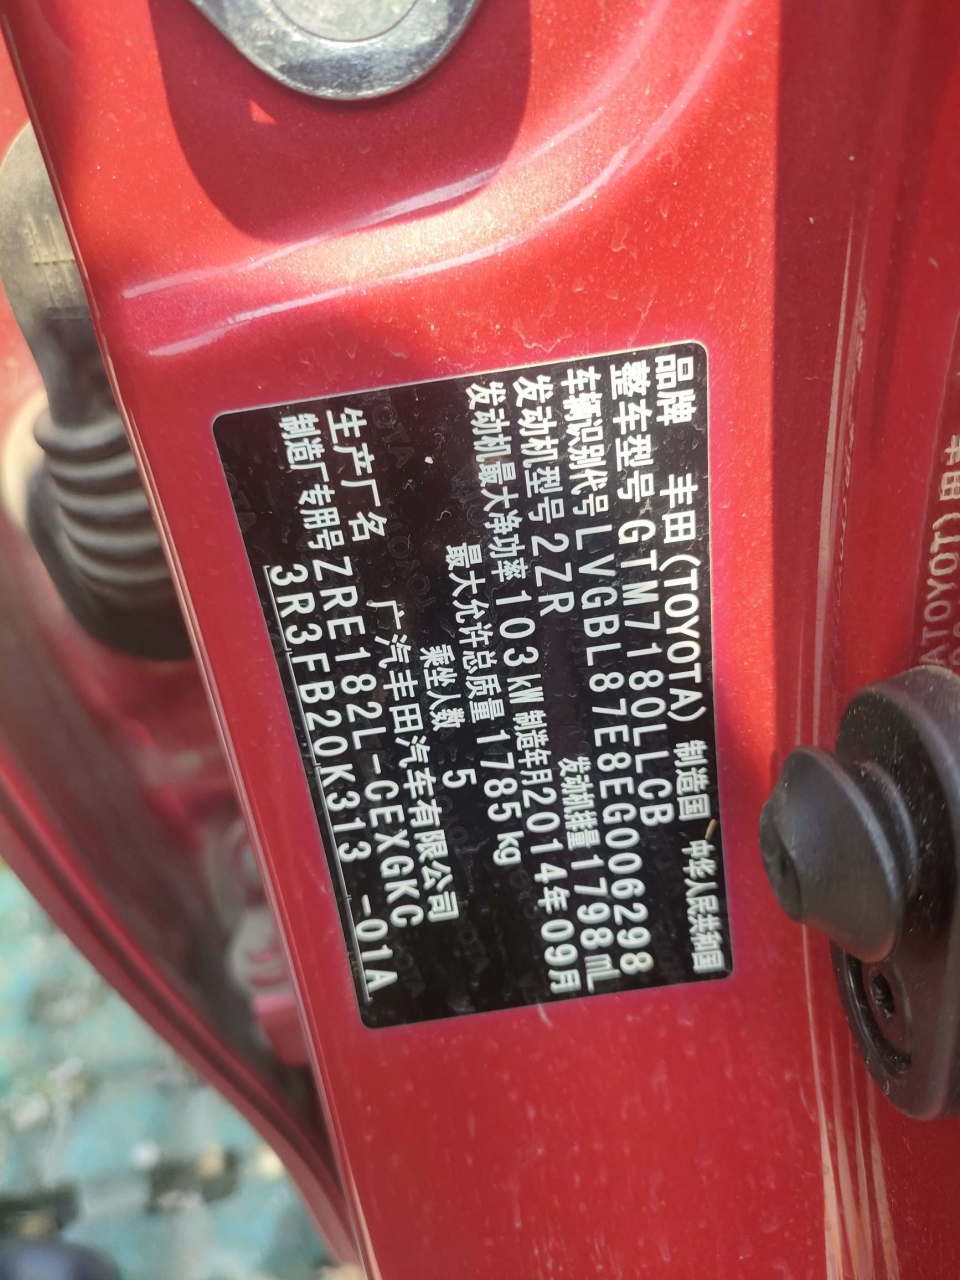 品牌 丰田(TOYOTA) 制造国 中华人民共和国
整车型号 GTM7180LLCB
车辆识别代号 LVGBL87E8EG006298
发动机型号 2ZR 发动机排量 1798 mL
发动机最大净功率 103kW 制造年月 2014年09月
最大允许总质量 1785kg
乘坐人数 5
生产厂名 广汽丰田汽车有限公司
制造厂专用号 ZRE182L-CEXGKC
3R3FB20K313 -01A